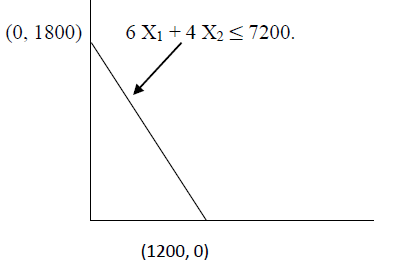 (0, 1800) 6 X₁ + 4 X₂ ≤ 7200.
(1200, 0)